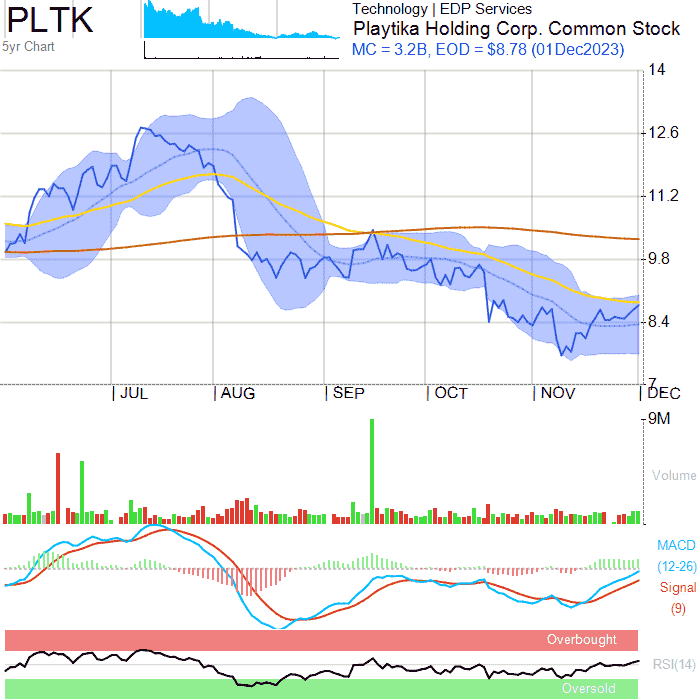 PLTK
5yr Chart
Technology | EDP Services
Playtika Holding Corp. Common Stock
MC = 3.2B, EOD = $8.78 (01Dec2023)
14
12.6
11.2
9.8
8.4
7
JUL AUG SEP OCT NOV DEC
9M
Volume
MACD
(12-26)
Signal
(9)
Overbought
RSI(14)
Oversold